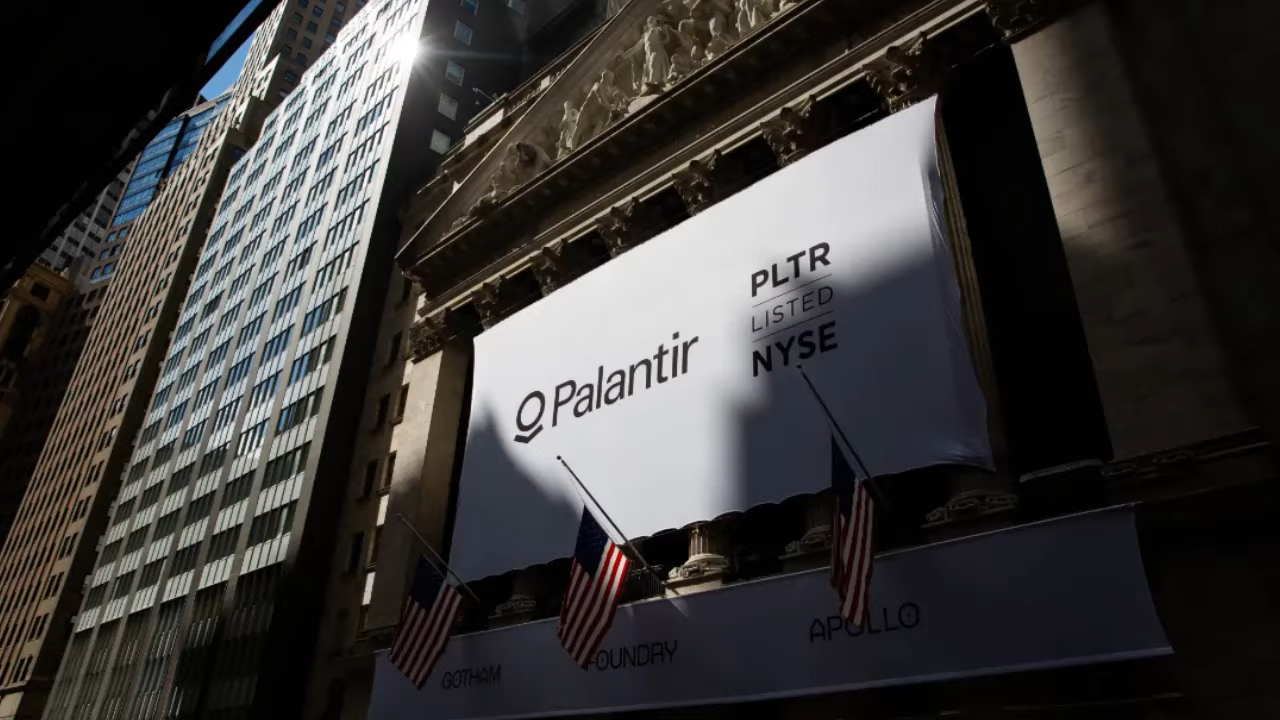 Palantir
PLTR
LISTED
NYSE
GOTHAM
FOUNDRY
APOLLO